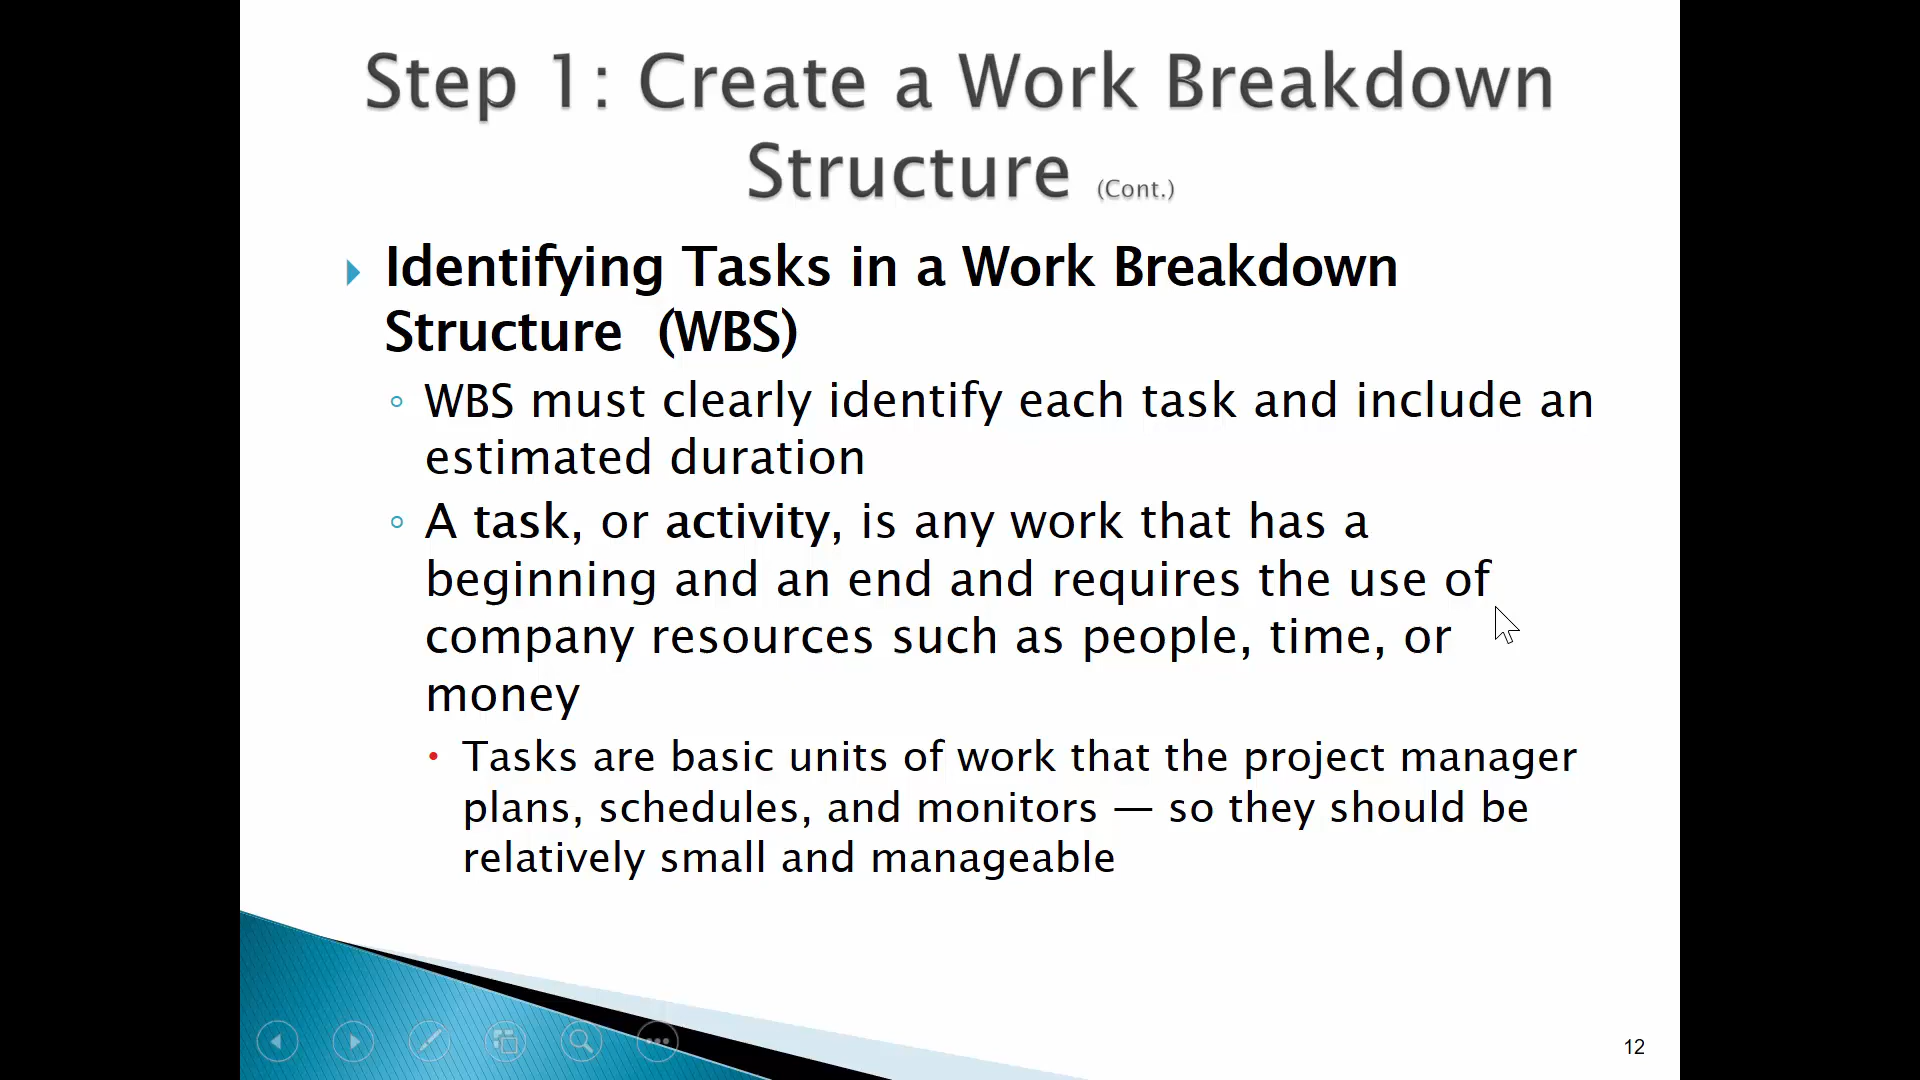 Step 1: Create a Work Breakdown
Structure (Cont.)
Identifying Tasks in a Work Breakdown
Structure (WBS)
WBS must clearly identify each task and include an
estimated duration
A task, or activity, is any work that has a
beginning and an end and requires the use of
company resources such as people, time, or
money
Tasks are basic units of work that the project manager
plans, schedules, and monitors — so they should be
relatively small and manageable
12